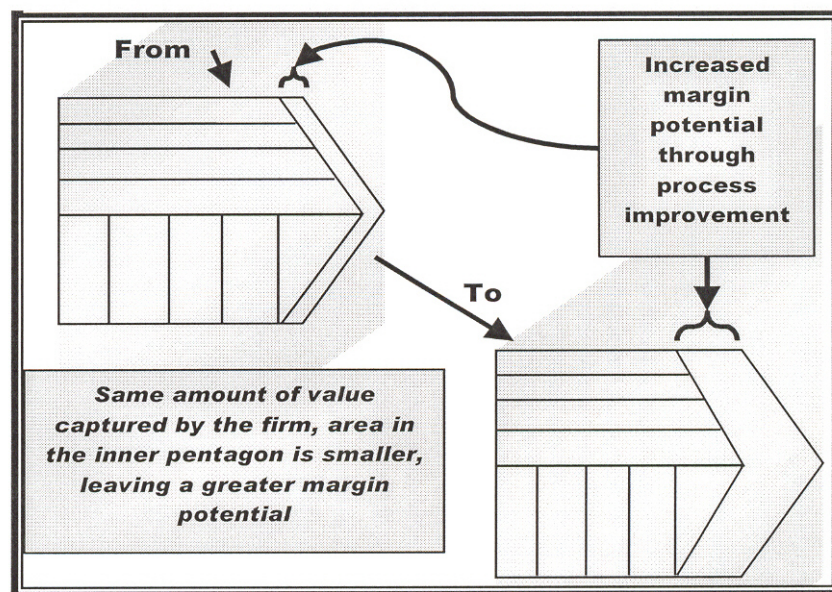 From
Increased
margin
potential
through
process
improvement
To
Same amount of value
captured by the firm, area in
the inner pentagon is smaller,
leaving a greater margin
potential